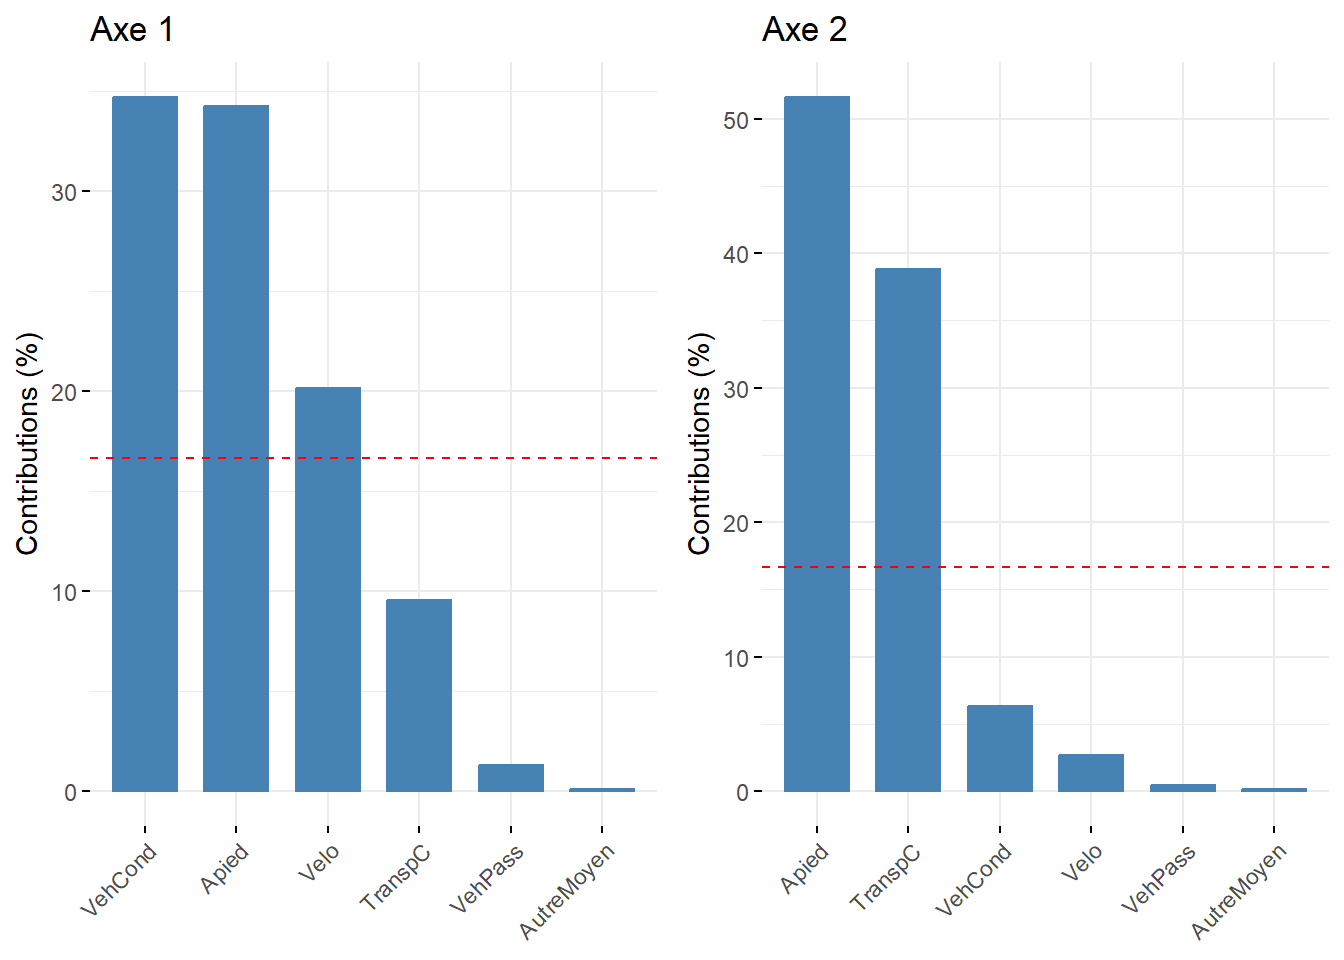 Axe 1
Contributions (%)
30
20
10
0
VehCond
Apied
Velo
TranspC
VehPass
AutreMoyen
Axe 2
Contributions (%)
50
40
30
20
10
0
Apied
TranspC
VehCond
Velo
VehPass
AutreMoyen